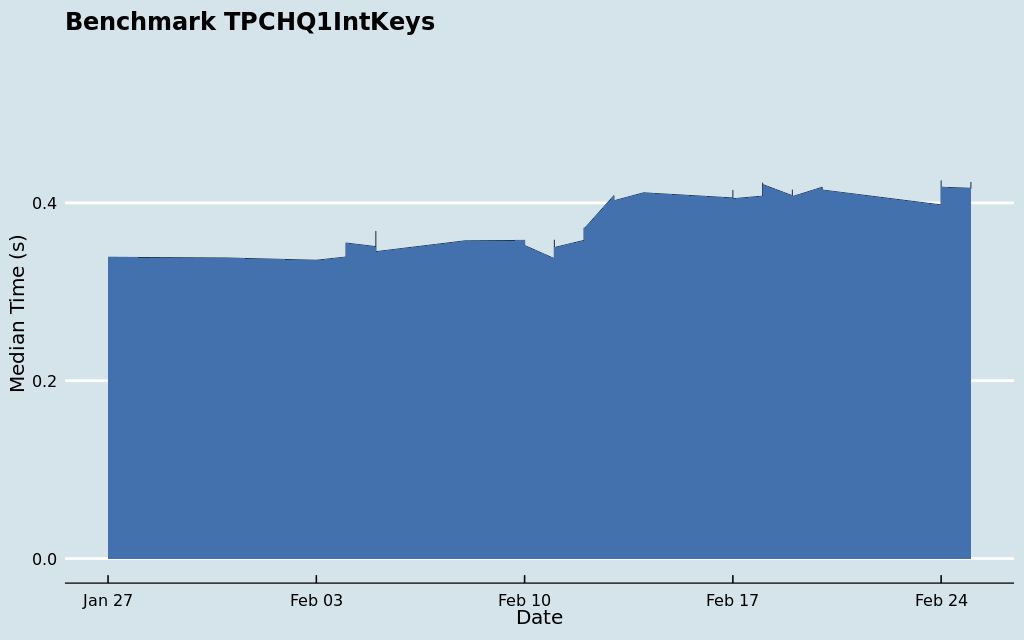 Benchmark TPCHQ1IntKeys
Median Time (s)
0.4
0.2
0.0
Jan 27 Feb 03 Feb 10 Feb 17 Feb 24
Date